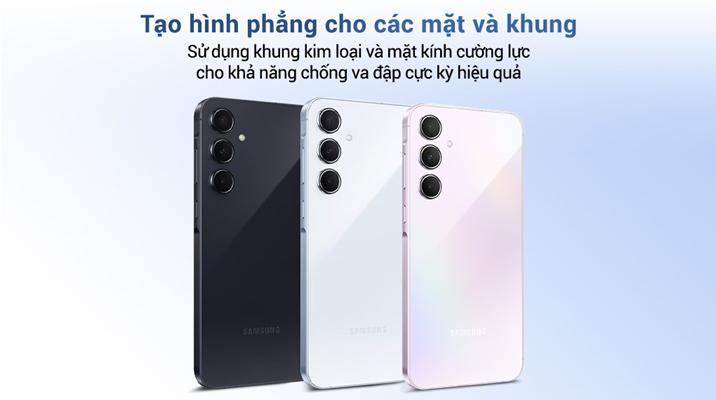 Tạo hình phẳng cho các mặt và khung
Sử dụng khung kim loại và mặt kính cường lực
cho khả năng chống va đập cực kỳ hiệu quả
SAMSUNG
SAMSUNG
SAMSUNG